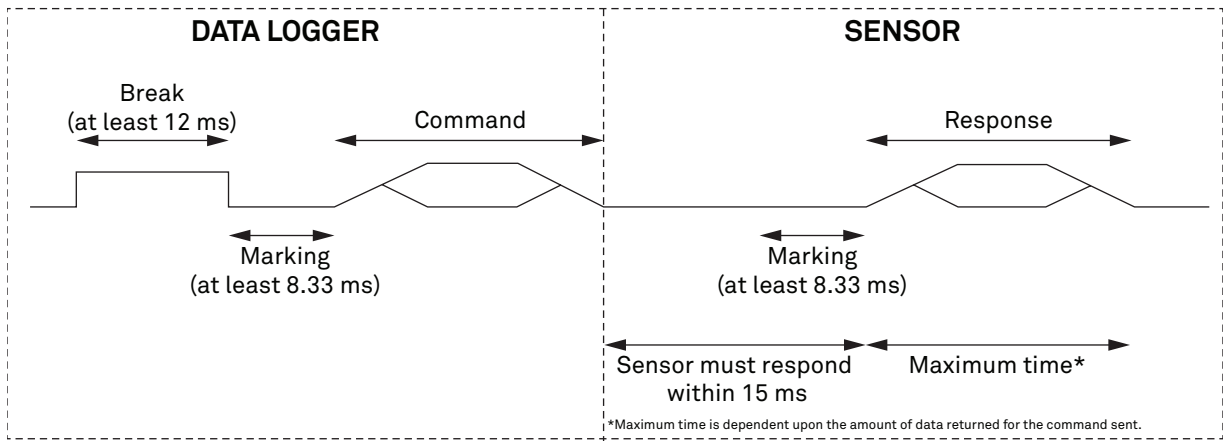 DATA LOGGER
SENSOR
Break
(at least 12 ms)
Command
Response
Marking
(at least 8.33 ms)
Marking
(at least 8.33 ms)
Sensor must respond
within 15 ms
Maximum time*
*Maximum time is dependent upon the amount of data returned for the command sent.